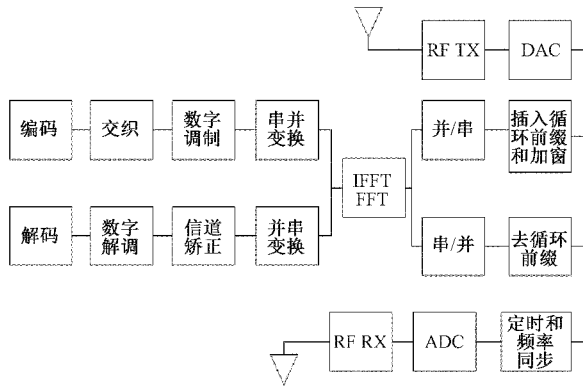 RF TX
DAC
编码
交织
数字
调制
串并
变换
并/串
插入循
环前缀
和加窗
IFFT
FFT
解码
数字
解调
信道
矫正
并串
变换
串/并
去循环
前缀
RF RX
ADC
定时和
频率
同步